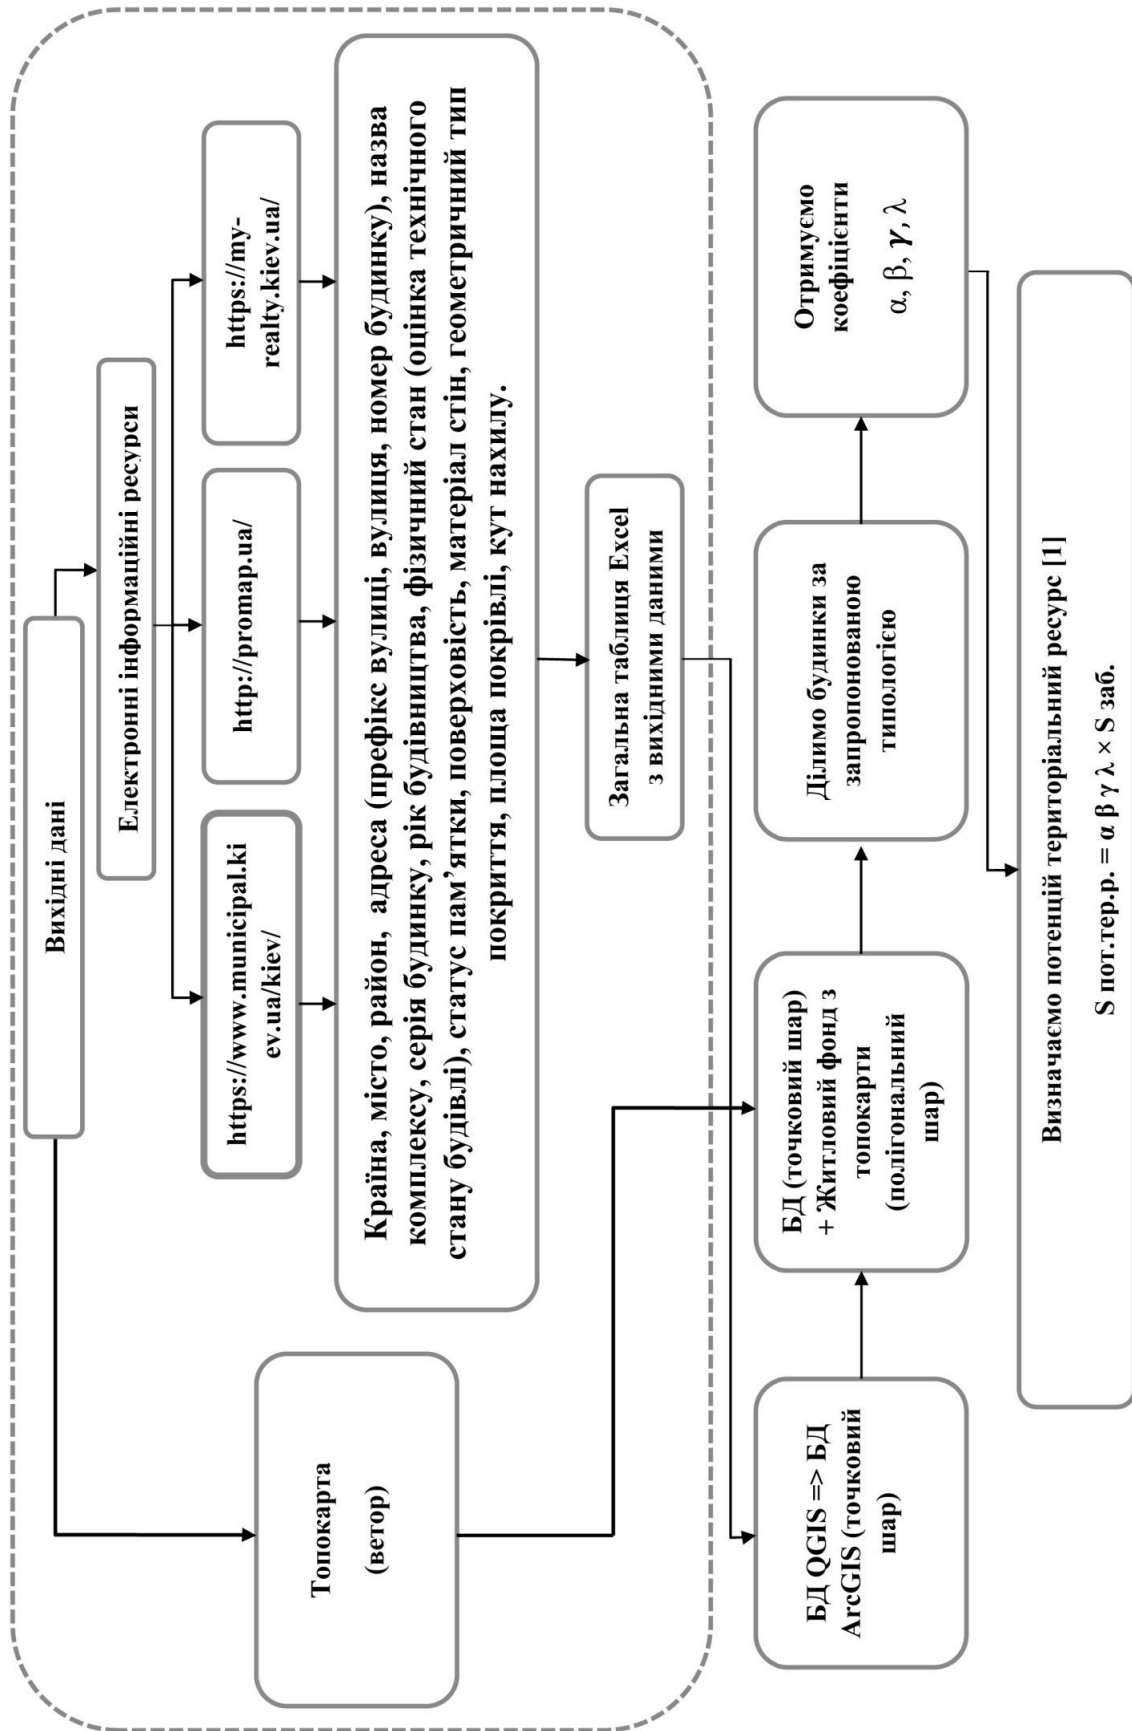 Вихідні дані
Електронні інформаційні ресурси
Топокарта
(ветор)
https://www.municipal.ki
ev.ua/kiev/
http://promap.ua/
https://my-
realty.kiev.ua/
Країна, місто, район, адреса (префікс вулиці, вулиця, номер будинку), назва
комплексу, серія будинку, рік будівництва, фізичний стан (оцінка технічного
стану будівлі), статус пам’ятки, поверховість, матеріал стін, геометричний тип
покриття, площа покрівлі, кут нахилу.
Загальна таблиця Excel
з вихідними даними
БД QGIS => БД
ArcGIS (точковий
шар)
БД (точковий шар)
+ Житловий фонд з
топокарти
(полігональний
шар)
Ділимо будинки за
запропонованою
типологією
Отримуємо
коефіцієнти
α, β, γ, λ
Визначаємо потенцій територіальний ресурс [1]
S пот.тер.р. = α β γ λ × S заб.